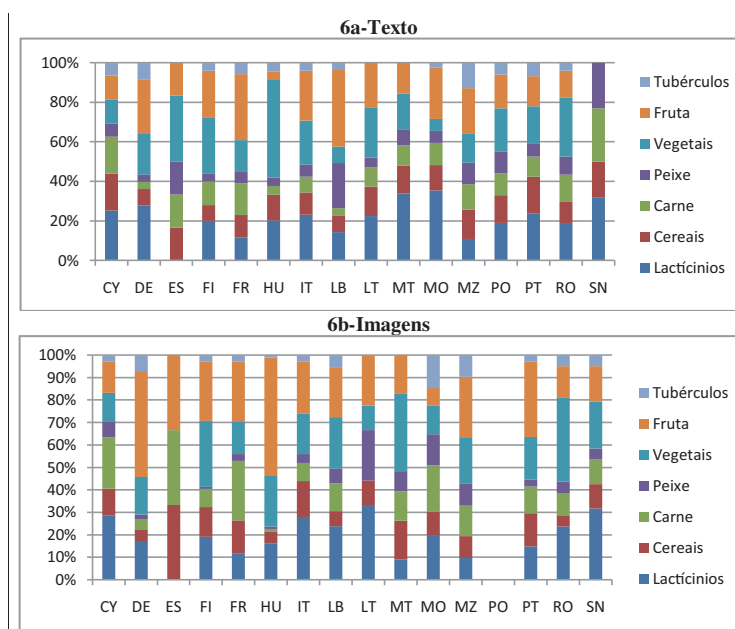 6a-Texto
100%
80%
60%
40%
20%
0%
CY DE ES FI FR HU IT LB LT MT MO MZ PO PT RO SN
Tubérculos
Fruta
Vegetais
Peixe
Carne
Cereais
Lactícinios
6b-Imagens
100%
90%
80%
70%
60%
50%
40%
30%
20%
10%
0%
CY DE ES FI FR HU IT LB LT MT MO MZ PO PT RO SN
Tubérculos
Fruta
Vegetais
Peixe
Carne
Cereais
Lactícinios